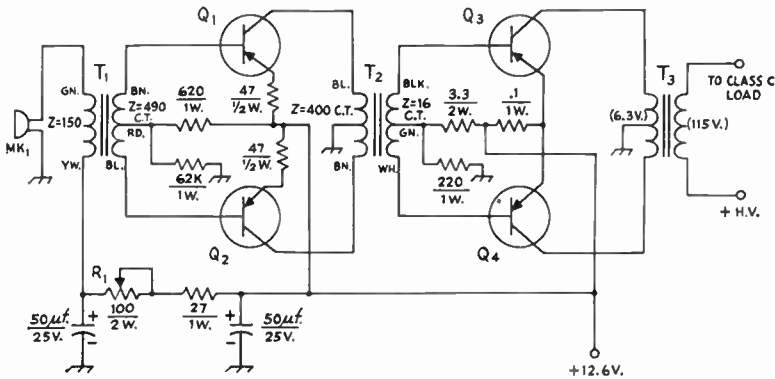 Q1
Q3
T1
GN.
BN.
620
1W.
47
1/2W.
BL.
T2
BLK.
3.3
2W.
.1
1W.
T3
TO CLASS C
LOAD
MK1
Z=150
Z=490
C.T.
RD.
Z=400 C.T.
Z=16
C.T.
GN.
(6.3V.)
(115V.)
YW.
BL.
62K
1W.
47
1/2W.
BN.
WH.
220
1W.
+ H.V.
Q2
Q4
R1
100
2W.
27
1W.
50µf.
25V.
+
-
50µf.
25V.
+
-
+12.6V.